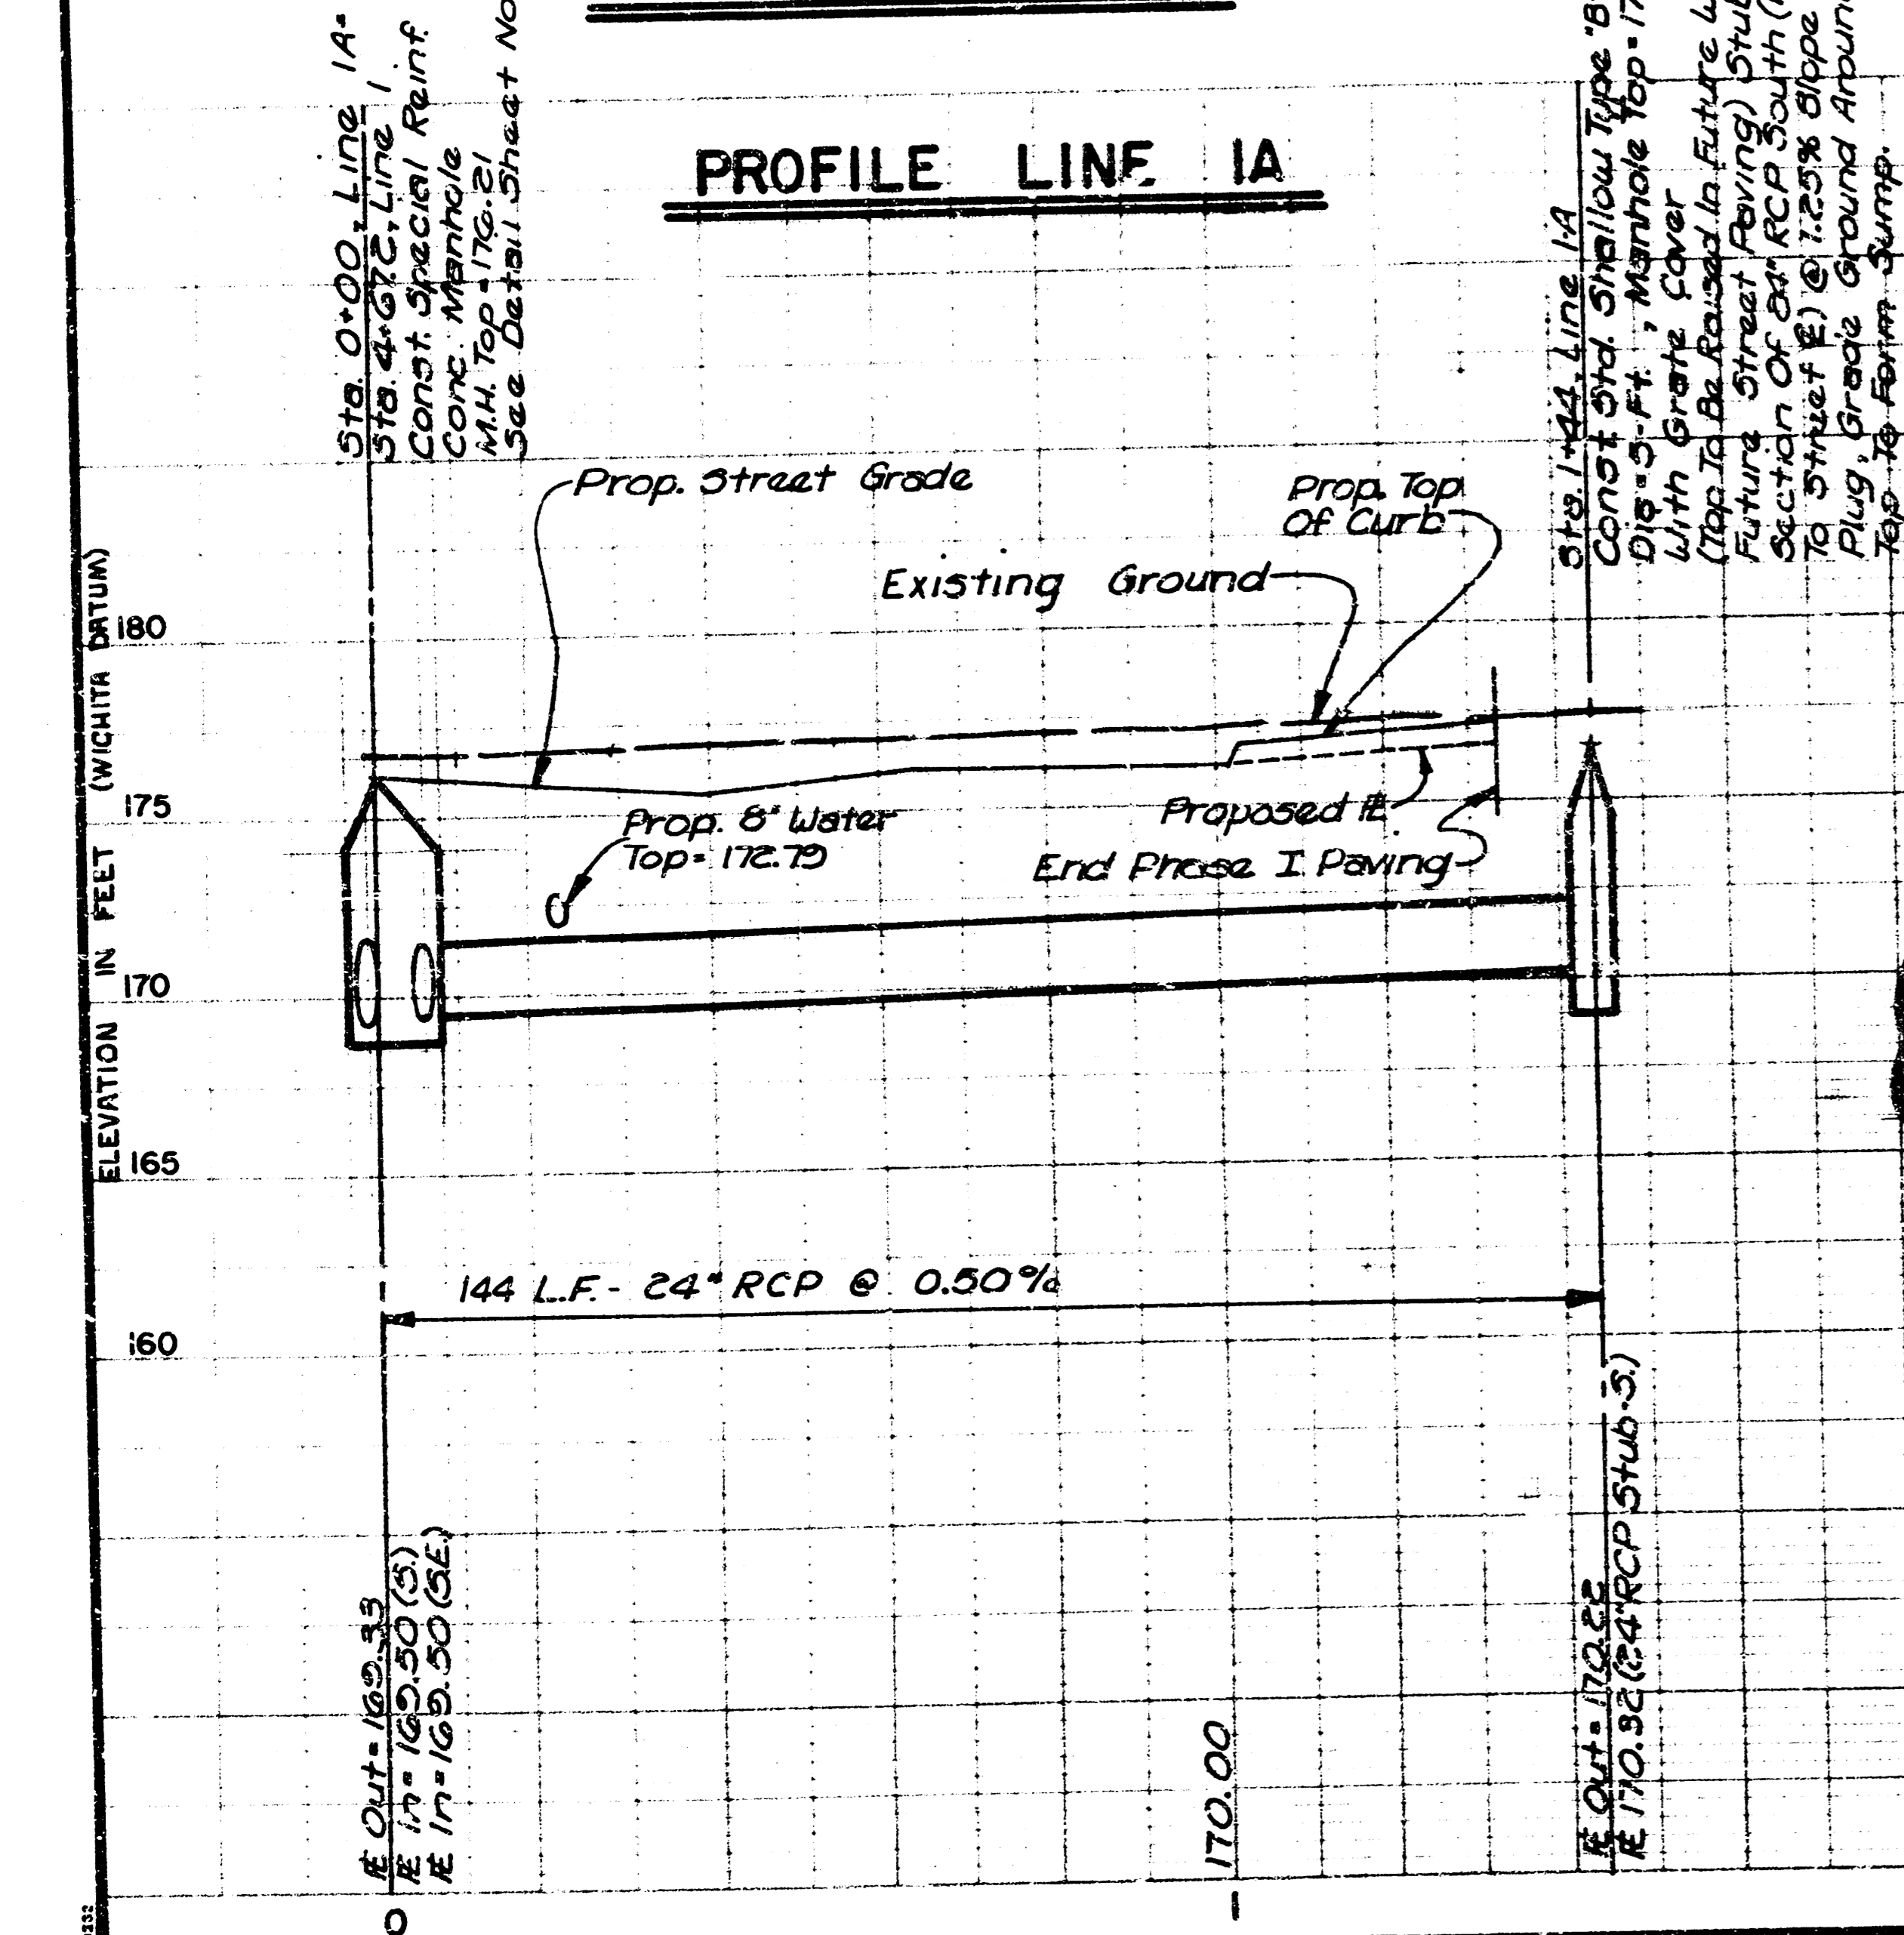 PROFILE LINE 1A
Sta. 0+00, Line 1A=
Sta. 4+67.2, Line 1
Const. Special Reinf.
Conc. Manhole
M.H. Top = 176.21
See Detail Sheet No
Sta. 1+44, Line 1-A
Const. Std. Shallow Type "B"
Dia = 5-Ft., Manhole Top = 17
With Grate Cover
(Top To Be Raised In Future W
Future Street Paving) Stub
Section Of 24" RCP South (
To Street ℄) @ 1.25% Slope
Plug, Grade Ground Around
Top To Form Sump.
Prop. Street Grade
Prop. Top
Of Curb
Existing Ground
ELEVATION IN FEET (WICHITA DATUM)
180
175
170
165
160
Prop. 8" Water
Top = 172.79
Proposed ℄
End Phase I Paving
144 L.F. - 24" RCP @ 0.50%
℄ Out = 169.33
℄ In = 169.50 (S.)
℄ In = 169.50 (S.E.)
170.00
℄ Out = 170.22
℄ 170.32 (24" RCP Stub-S.)
0